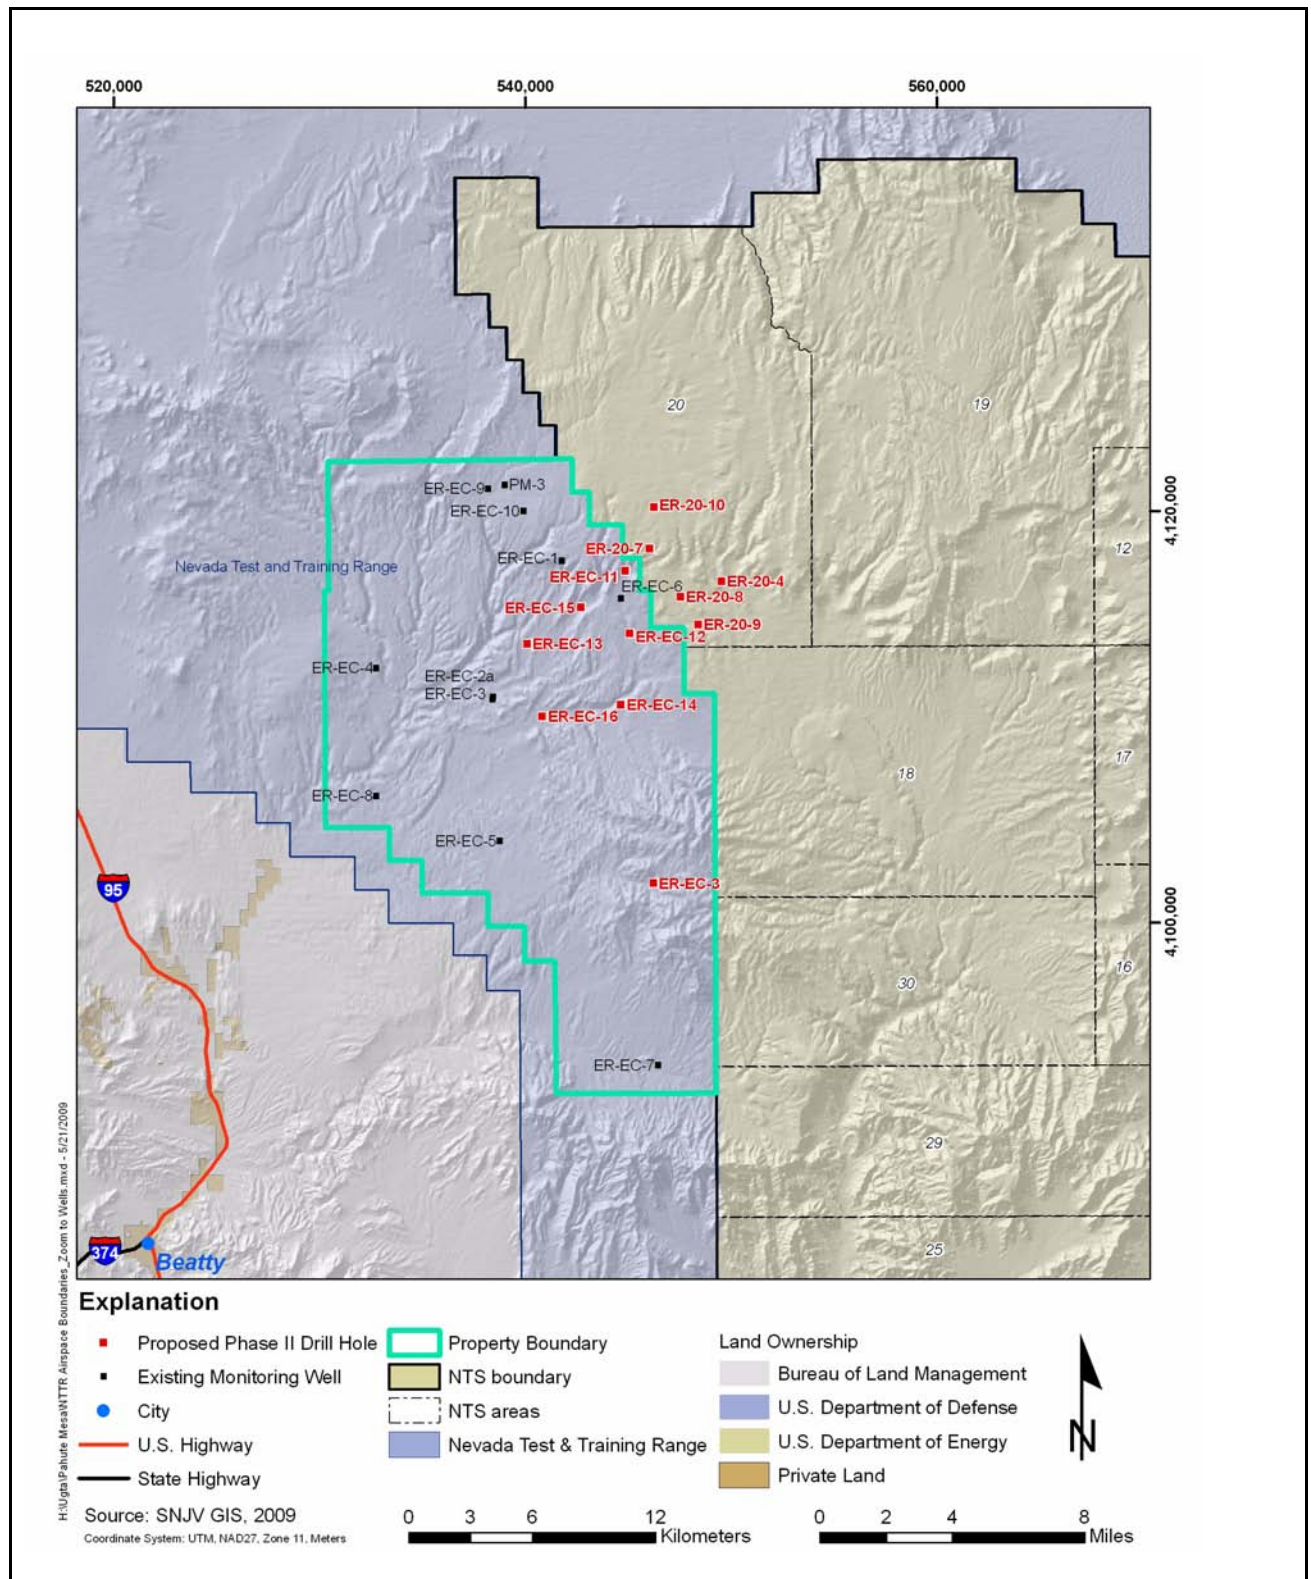 520,000
540,000
560,000
20
19
ER-EC-9
PM-3
ER-EC-10
ER-20-10
4,120,000
12
ER-20-7
ER-EC-1
Nevada Test and Training Range
ER-EC-11
ER-EC-6
ER-20-4
ER-20-8
ER-EC-15
ER-20-9
ER-EC-12
ER-EC-13
ER-EC-4
ER-EC-2a
ER-EC-3
ER-EC-14
ER-EC-16
17
18
ER-EC-8
ER-EC-5
95
ER-EC-3
4,100,000
16
30
ER-EC-7
29
25
374
Beatty
H:\Ugta\Pahute Mesa\NTTR Airspace Boundaries_Zoom to Wells.mxd - 5/21/2009
Explanation
Proposed Phase II Drill Hole
Existing Monitoring Well
City
U.S. Highway
State Highway
Property Boundary
NTS boundary
NTS areas
Nevada Test & Training Range
Land Ownership
Bureau of Land Management
U.S. Department of Defense
U.S. Department of Energy
Private Land
N
Source: SNJV GIS, 2009
Coordinate System: UTM, NAD27, Zone 11, Meters
0 3 6 12
Kilometers
0 2 4 8
Miles